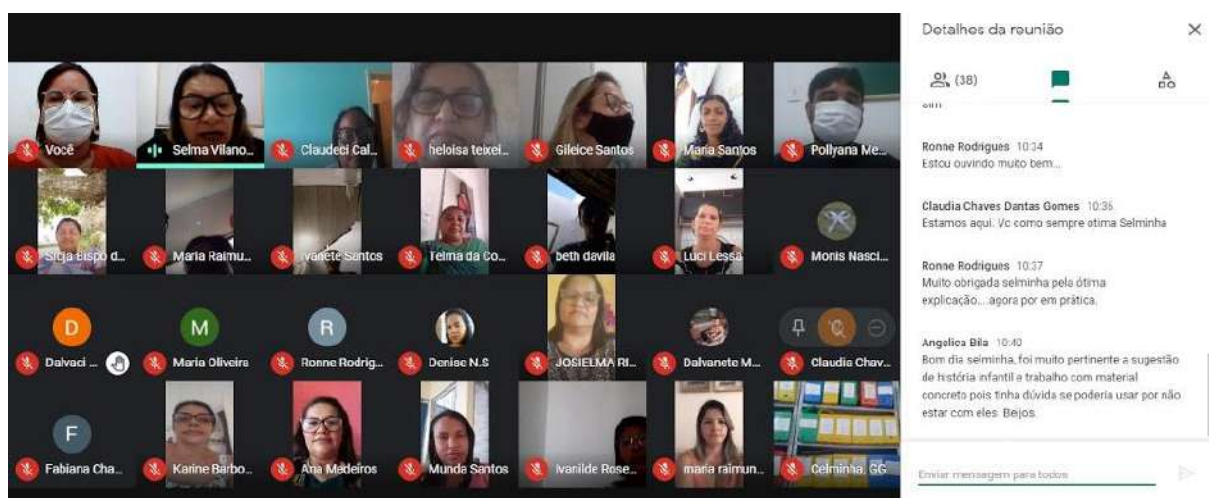 Detalhes da reunião
Você
Selma Vilano...
Claudeci Cal...
heloisa teixei...
Gileice Santos
Maria Santos
Pollyana Me...
(38)
sim
Ronne Rodrigues 10:34
Estou ouvindo muito bem...
Claudia Chaves Dantas Gomes 10:36
Estamos aqui. Vc como sempre otima Selminha
Bispo d...
Maria Raimu...
Ivanete Santos
Telma da Co...
beth davila
Luci Lessa
Monis Nasci...
Ronne Rodrigues 10:37
Muito obrigada selminha pela ótima
explicação....agora por em prática.
D
M
R
Dalvaci ...
Maria Oliveira
Ronne Rodrig...
Denise N.S
JOSIELMA RI...
Dalvanete M...
Claudia Chav...
Angelica Bila 10:40
Bom dia selminha, foi muito pertinente a sugestão
de história infantil e trabalho com material
concreto pois tinha dúvida se poderia usar por não
estar com eles. Beijos.
F
Fabiana Cha...
Karine Barbo...
Ana Medeiros
Munda Santos
Ivanilde Rose...
maria raimun...
Celminha. GG
Enviar mensagem para todos